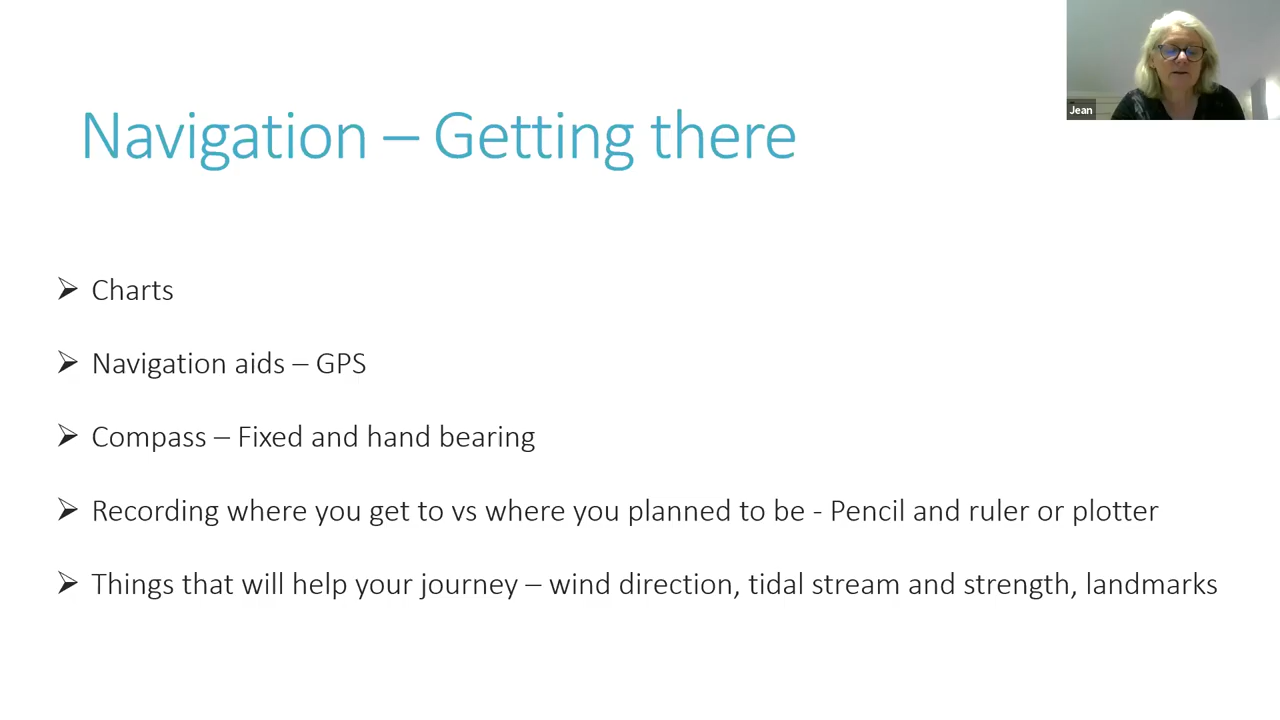 Jean
Navigation – Getting there
➢ Charts
➢ Navigation aids – GPS
➢ Compass – Fixed and hand bearing
➢ Recording where you get to vs where you planned to be - Pencil and ruler or plotter
➢ Things that will help your journey – wind direction, tidal stream and strength, landmarks